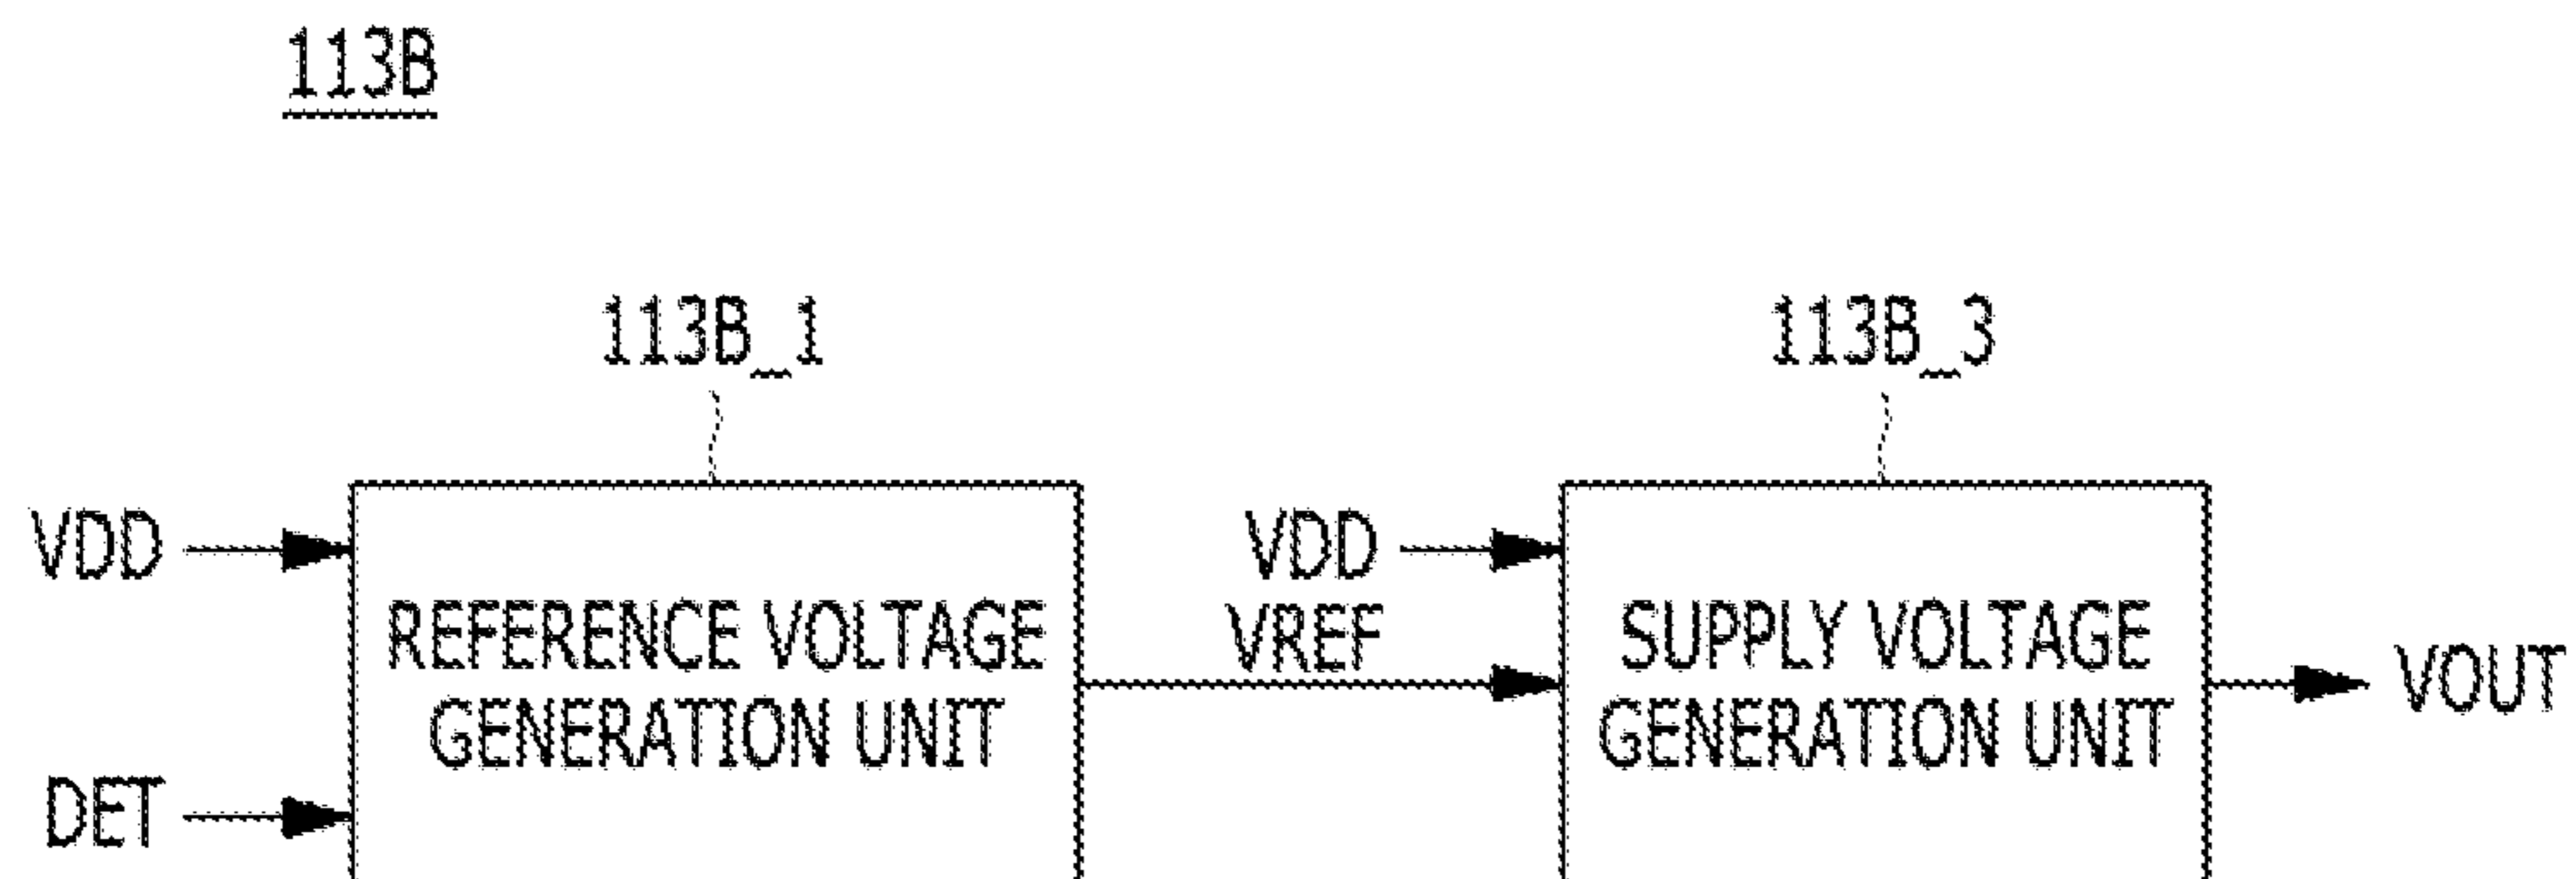 113B
113B_1
113B_3
VDD
REFERENCE VOLTAGE
GENERATION UNIT
DET
VDD
VREF
SUPPLY VOLTAGE
GENERATION UNIT
VOUT